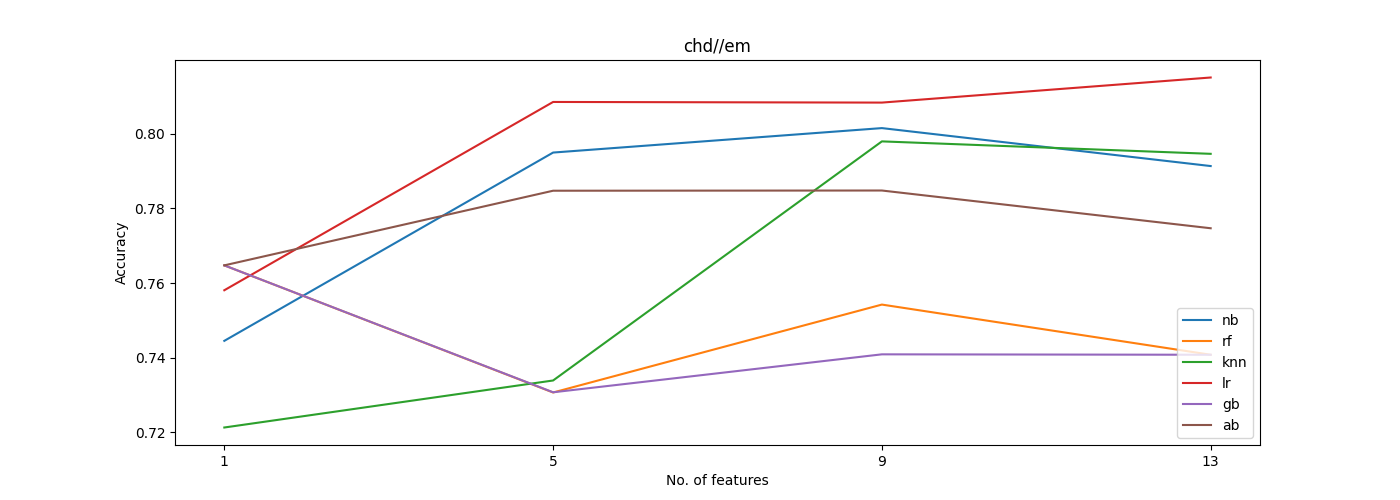 chd//em
Accuracy
0.80
0.78
0.76
0.74
0.72
1 5 9 13
No. of features
nb
rf
knn
lr
gb
ab